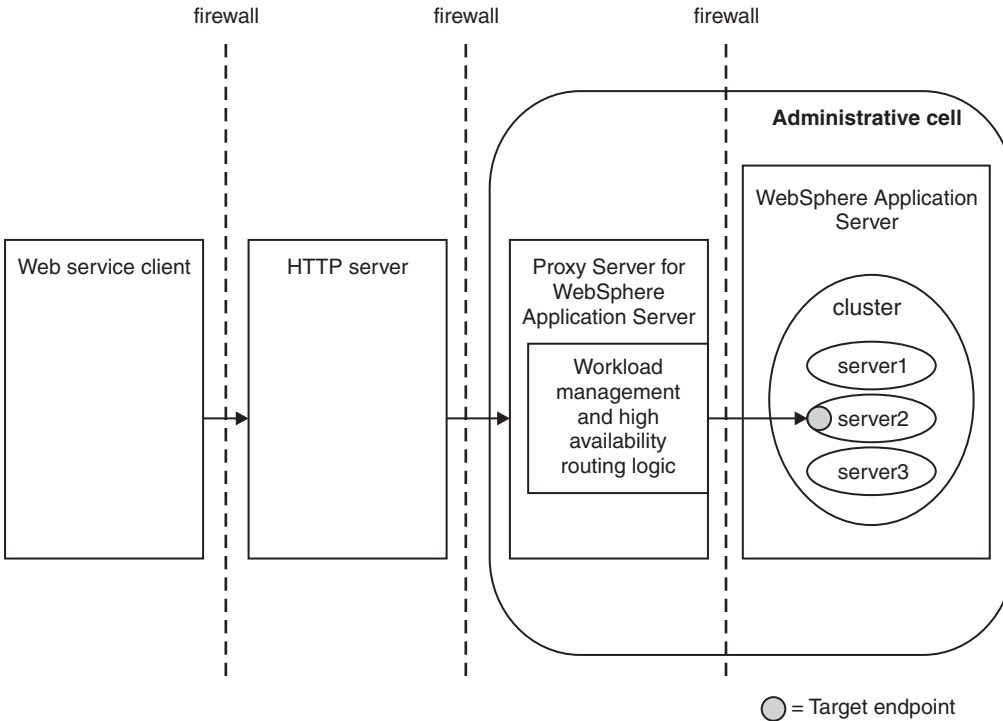 firewall
firewall
firewall
Administrative cell
Web service client
HTTP server
Proxy Server for
WebSphere
Application Server
Workload
management
and high
availability
routing logic
WebSphere Application
Server
cluster
server1
server2
server3
= Target endpoint